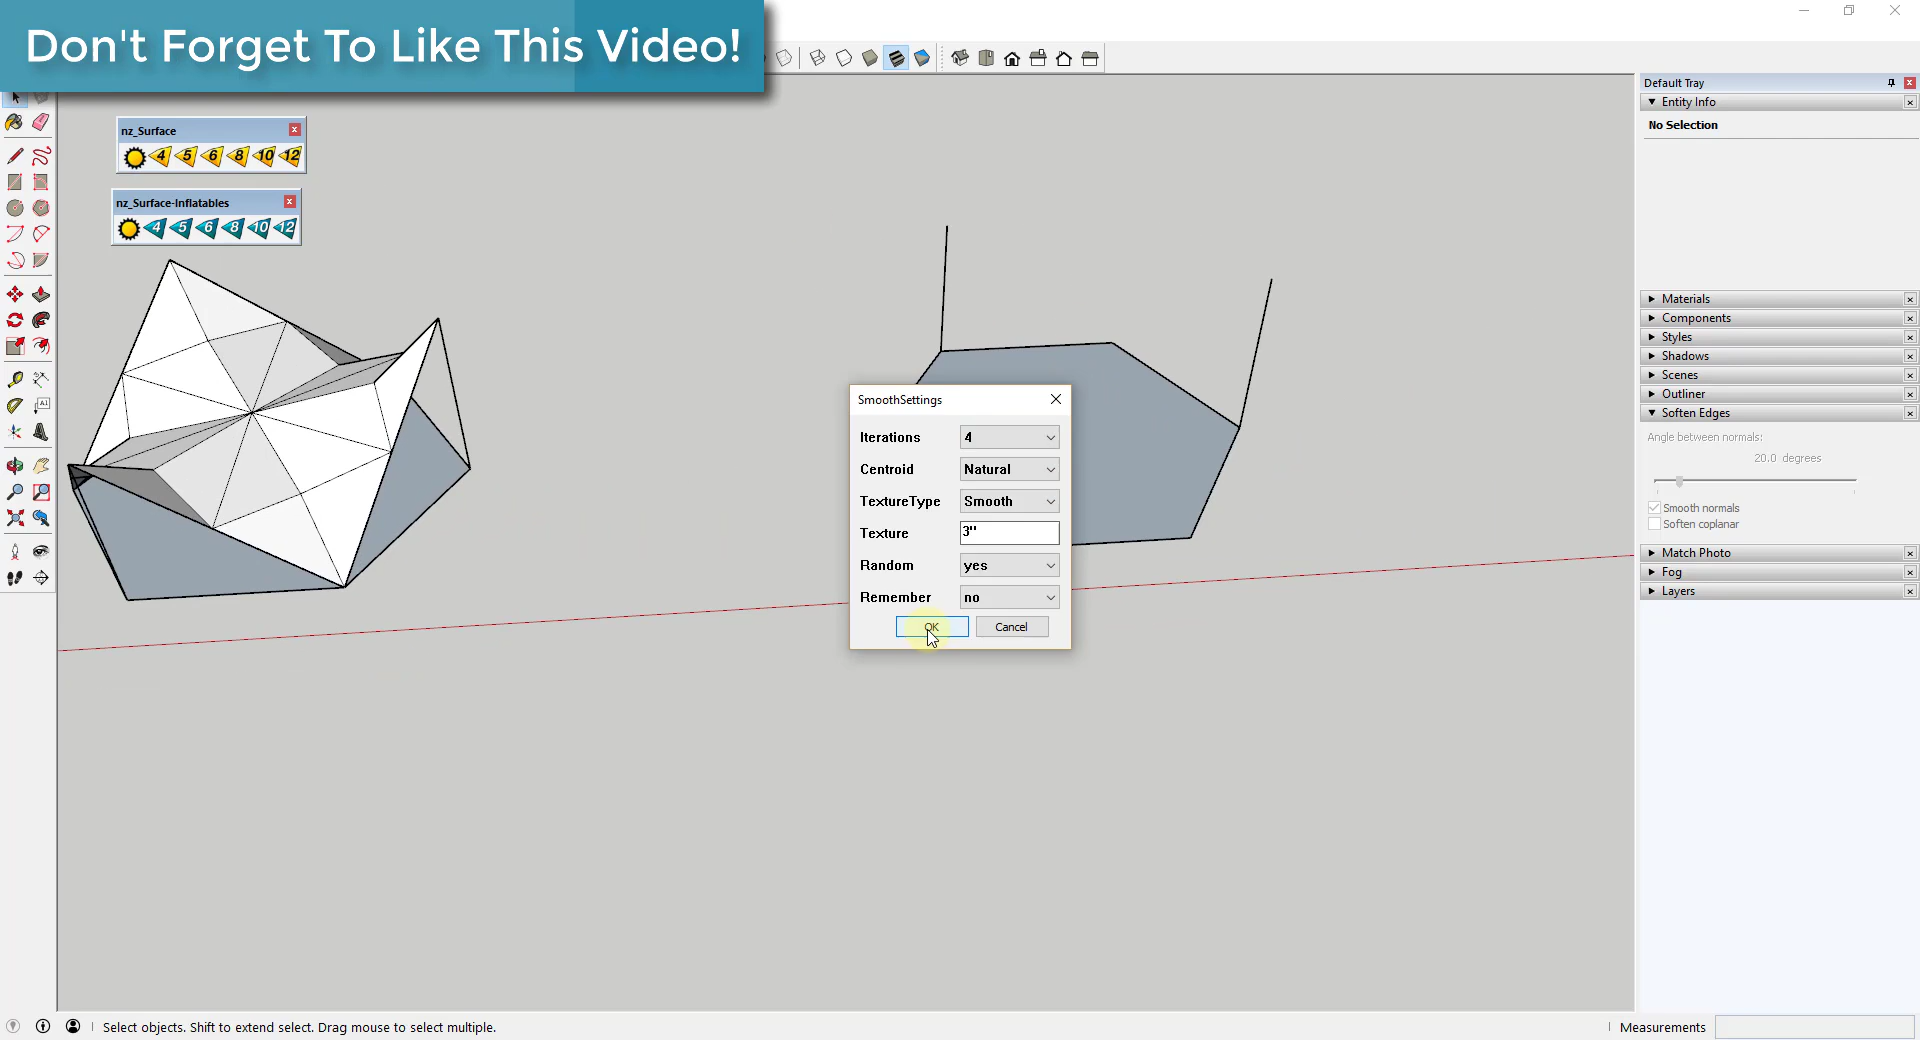 Don't Forget To Like This Video!
Default Tray
Entity Info
No Selection
nz_Surface
4 5 6 8 10 12
nz_Surface-Inflatables
4 5 6 8 10 12
A1
Materials
Components
Styles
Shadows
Scenes
Outliner
Soften Edges
Angle between normals:
20.0 degrees
Smooth normals
Soften coplanar
Match Photo
Fog
Layers
SmoothSettings
Iterations 4
Centroid Natural
TextureType Smooth
Texture 3"
Random yes
Remember no
OK Cancel
Select objects. Shift to extend select. Drag mouse to select multiple.
Measurements